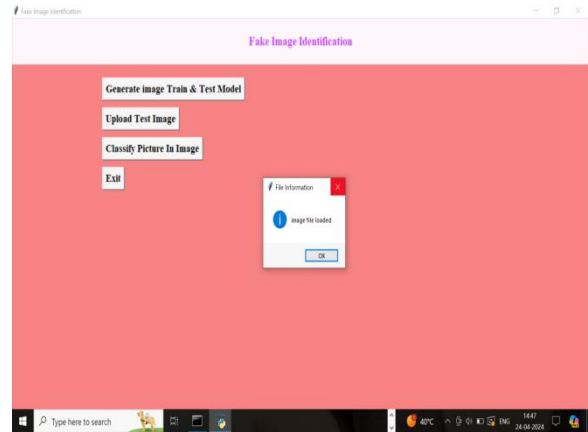 Fake Image Identification
Fake Image Identification
Generate image Train & Test Model
Upload Test Image
Classify Picture In Image
Exit
File Information
X
image file loaded
OK
Type here to search
40°C
ENG
14:47
24-04-2024